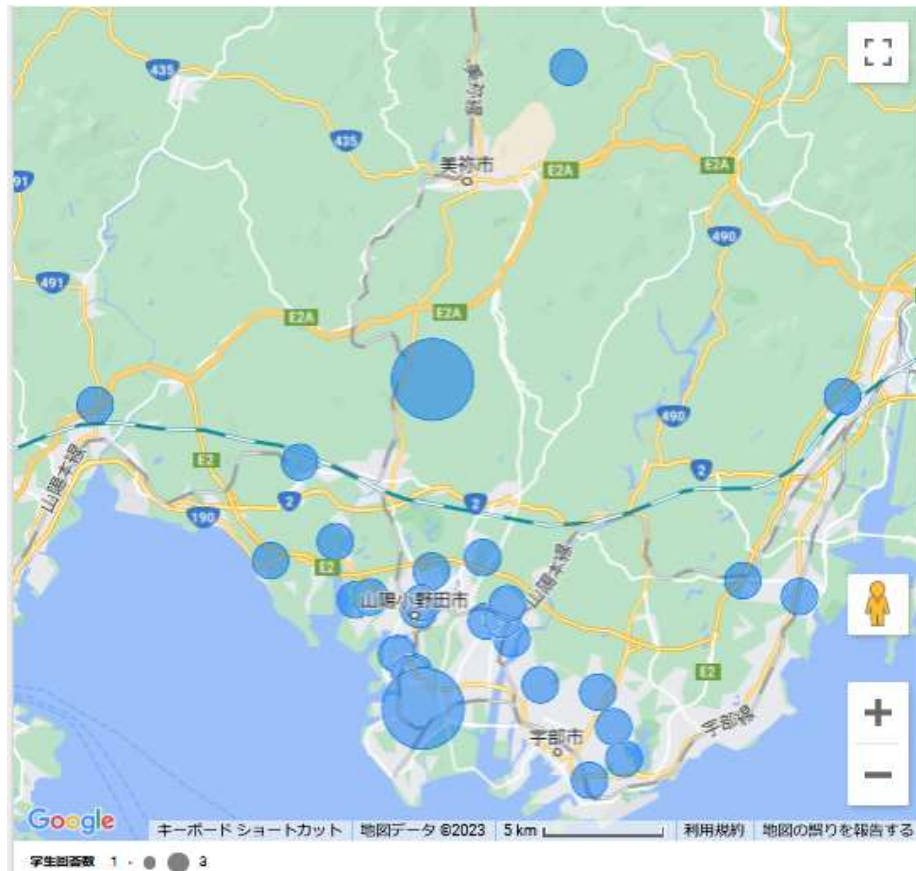 435
美祢線
435
美祢市
E2A
E2A
491
490
491
E2A
E2A
490
山陽本線
E2
2
2
2
190
E2
山陽本線
山陽小野田市
E2
宇部線
宇部市
Google
キーボード ショートカット
地図データ ©2023
5 km
利用規約
地図の誤りを報告する
学生回答数 1 · 3